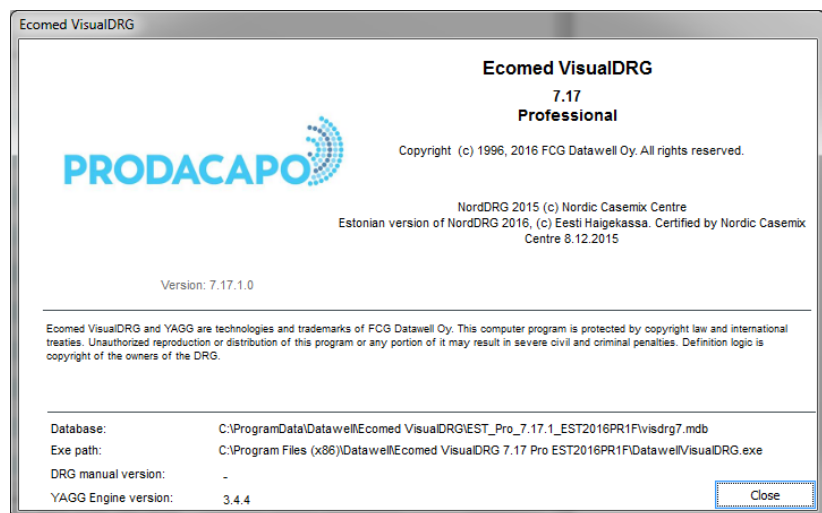 Ecomed VisualDRG
Ecomed VisualDRG
7.17
Professional
PRODACAPO
Copyright (c) 1996, 2016 FCG Datawell Oy. All rights reserved.
NordDRG 2015 (c) Nordic Casemix Centre
Estonian version of NordDRG 2016, (c) Eesti Haigekassa. Certified by Nordic Casemix
Centre 8.12.2015
Version: 7.17.1.0
Ecomed VisualDRG and YAGG are technologies and trademarks of FCG Datawell Oy. This computer program is protected by copyright law and international
treaties. Unauthorized reproduction or distribution of this program or any portion of it may result in severe civil and criminal penalties. Definition logic is
copyright of the owners of the DRG.
Database: C:\ProgramData\Datawell\Ecomed VisualDRG\EST_Pro_7.17.1_EST2016PR1F\visdrg7.mdb
Exe path: C:\Program Files (x86)\Datawell\Ecomed VisualDRG 7.17 Pro EST2016PR1F\DatawellVisualDRG.exe
DRG manual version: -
YAGG Engine version: 3.4.4
Close